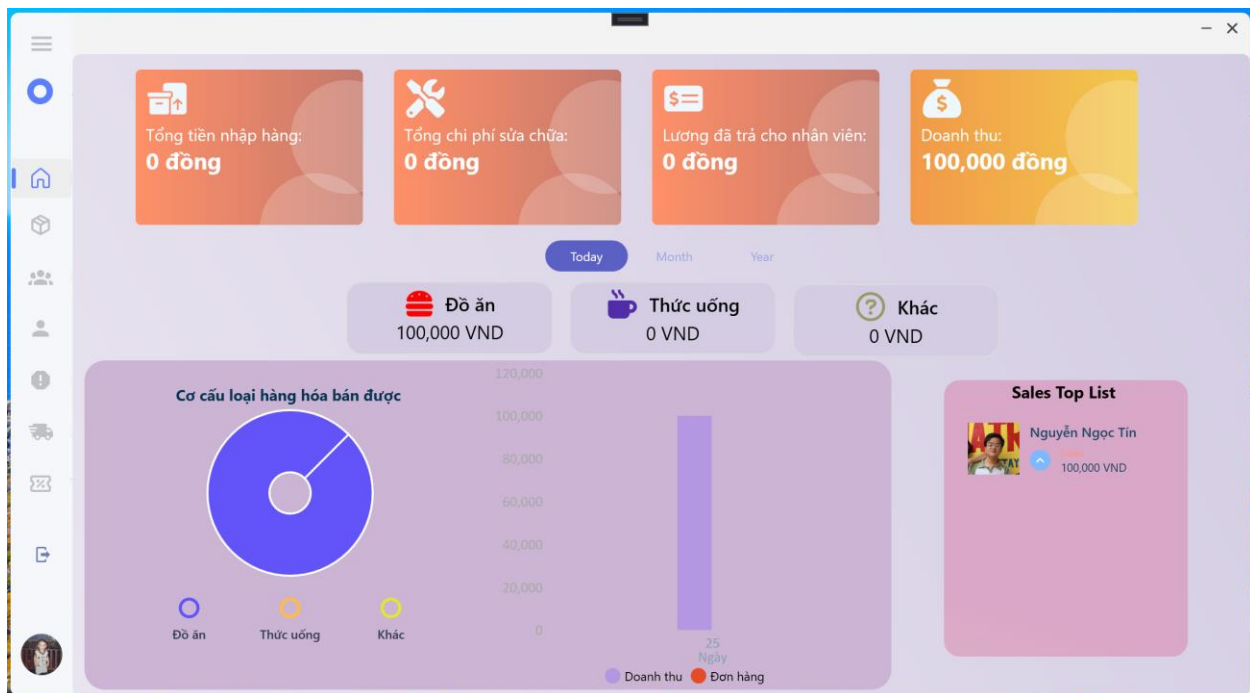 Tổng tiền nhập hàng:
0 đồng
Tổng chi phí sửa chữa:
0 đồng
Lương đã trả cho nhân viên:
0 đồng
Doanh thu:
100,000 đồng
Today
Month
Year
Đồ ăn
100,000 VND
Thức uống
0 VND
Khác
0 VND
Cơ cấu loại hàng hóa bán được
Đồ ăn
Thức uống
Khác
120,000
100,000
80,000
60,000
40,000
20,000
0
25
Ngày
Doanh thu
Đơn hàng
Sales Top List
Nguyễn Ngọc Tín
100,000 VND